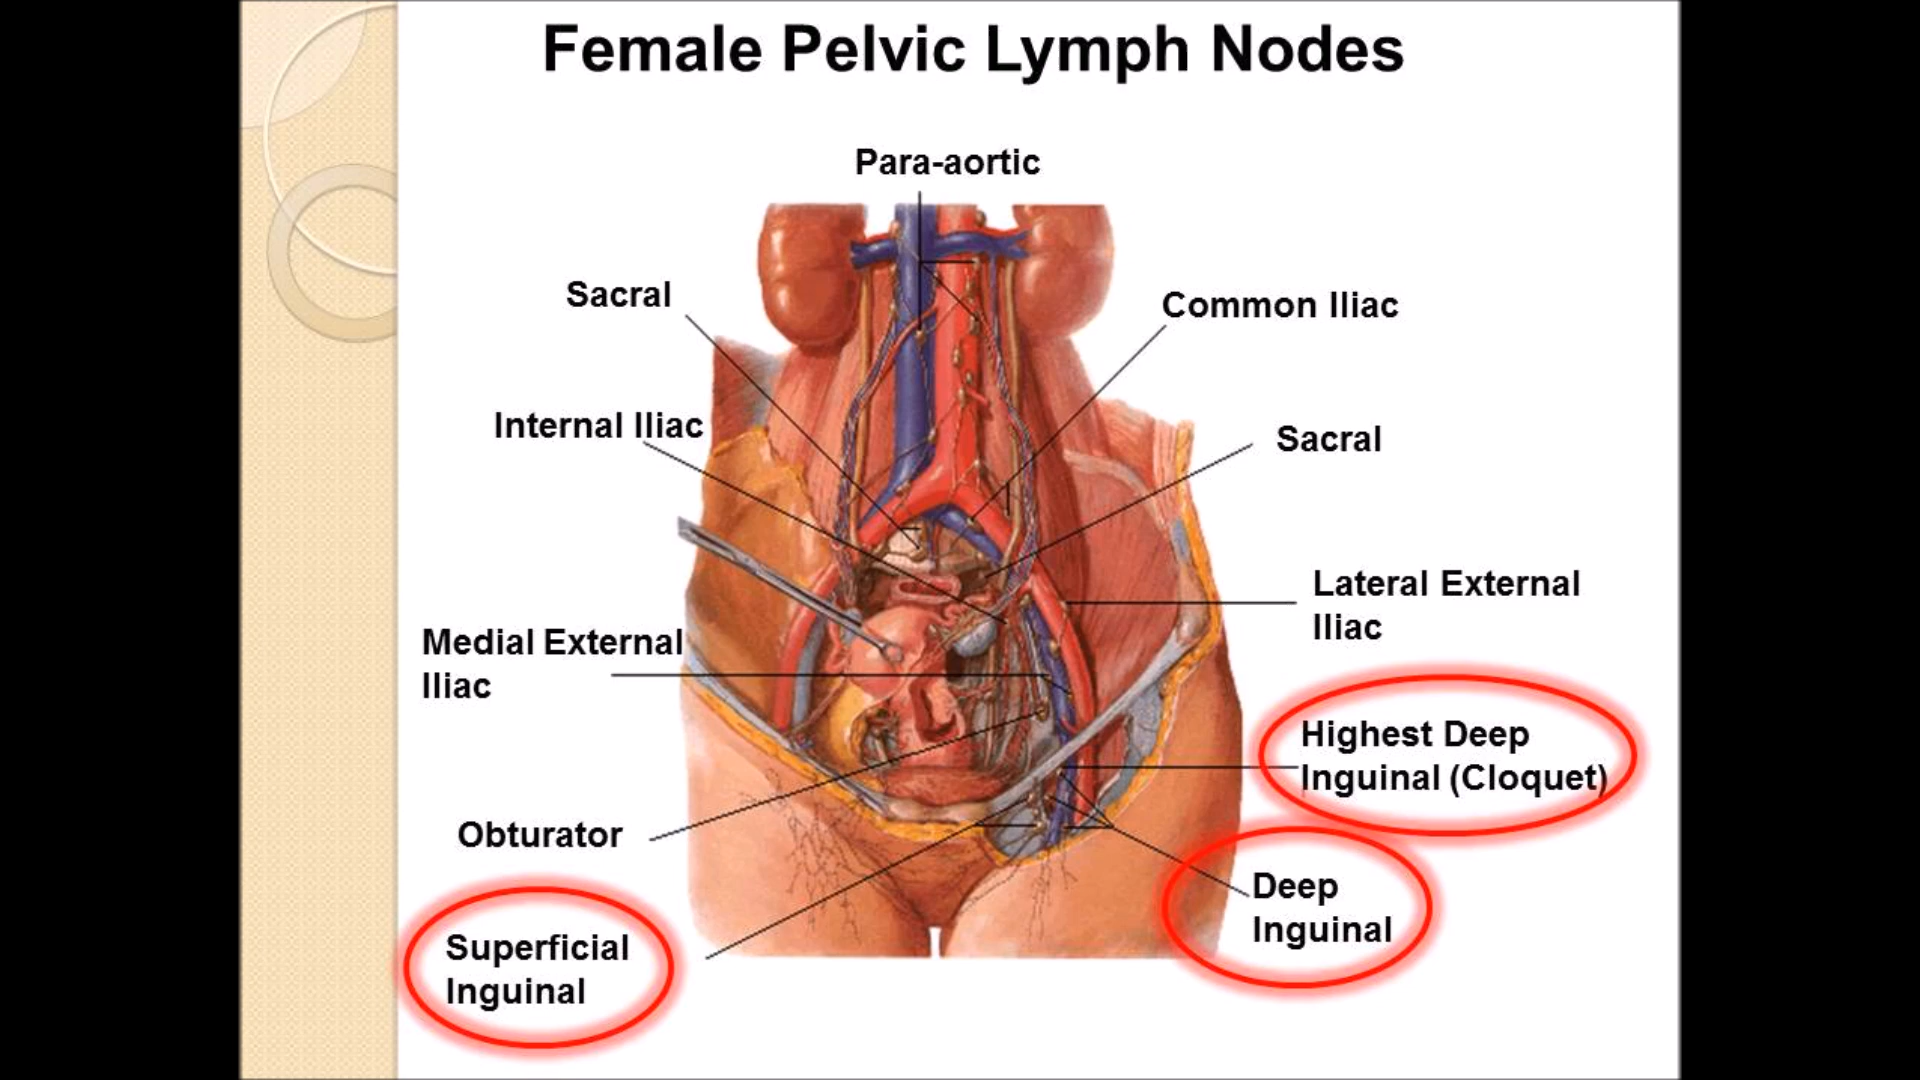 Female Pelvic Lymph Nodes
Para-aortic
Sacral
Common Iliac
Internal Iliac
Sacral
Lateral External
Iliac
Medial External
Iliac
Highest Deep
Inguinal (Cloquet)
Obturator
Deep
Inguinal
Superficial
Inguinal